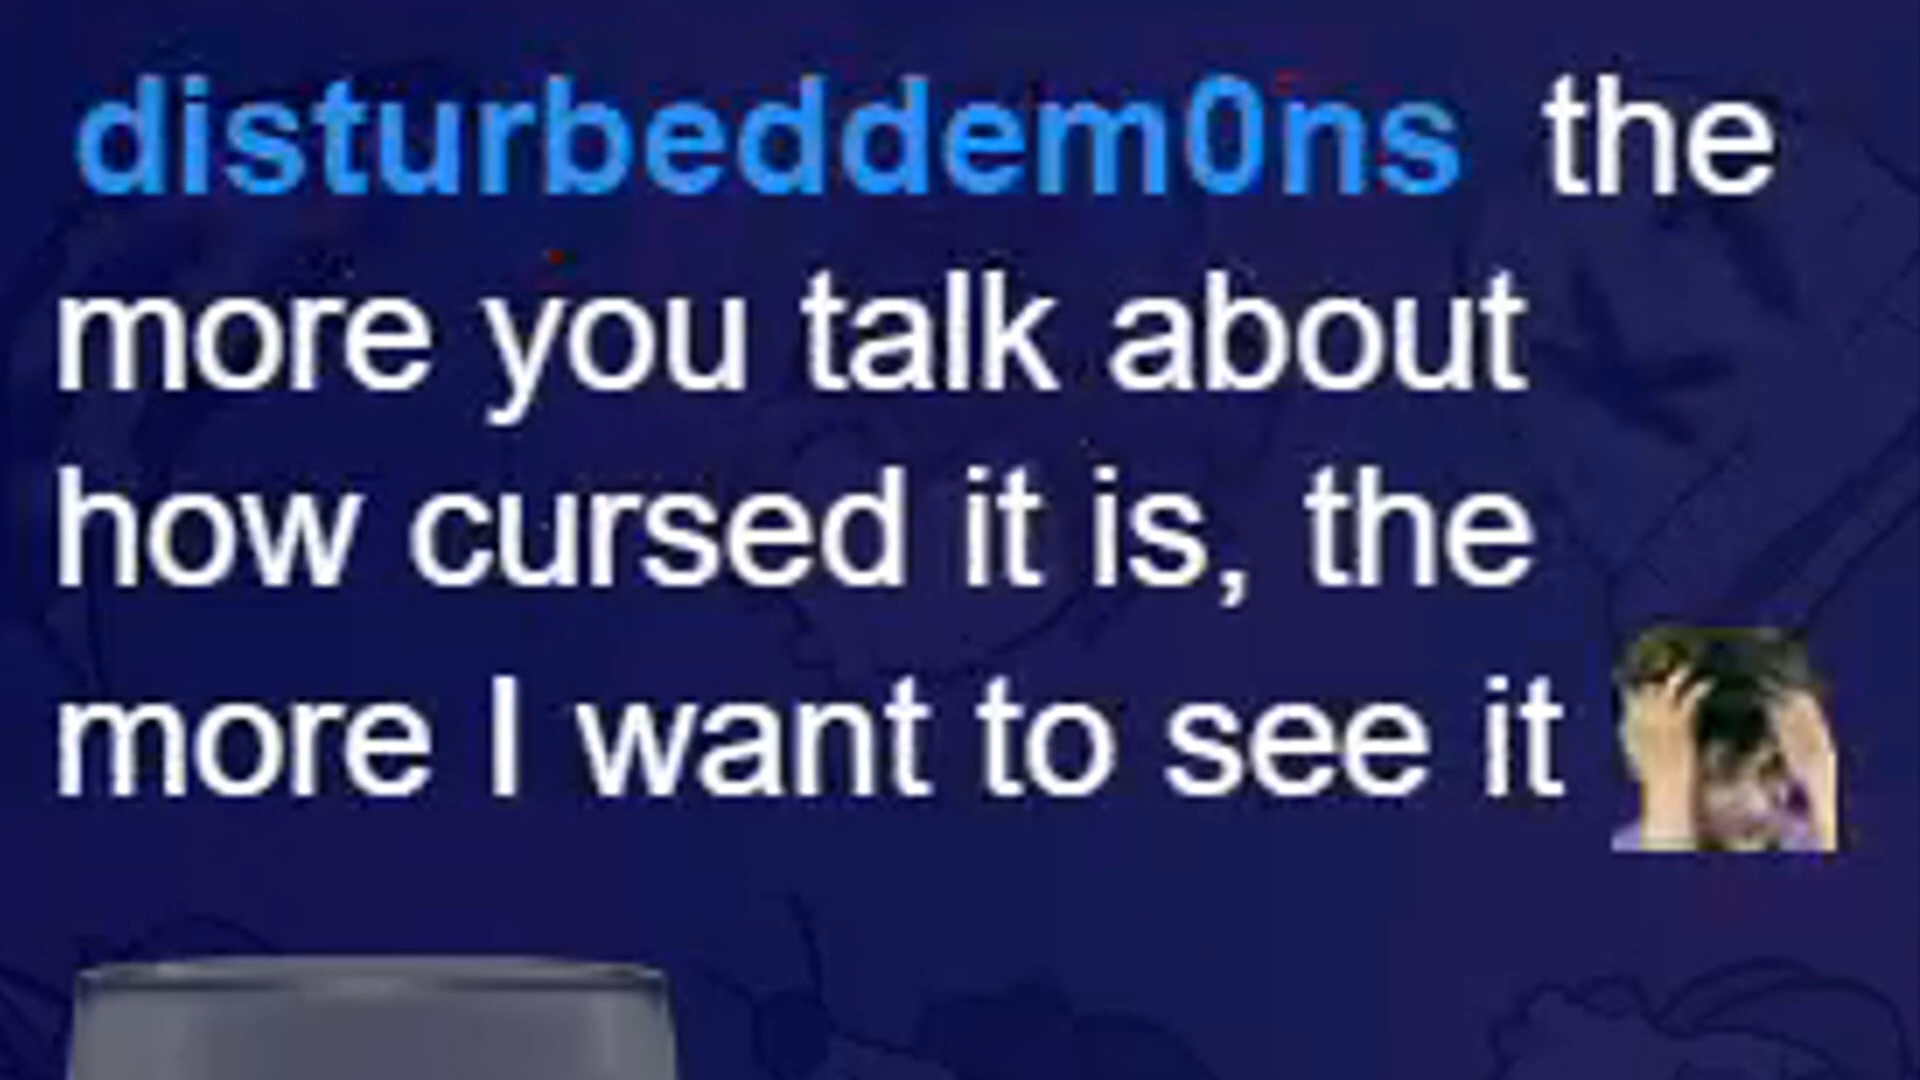 disturbeddem0ns the
more you talk about
how cursed it is, the
more I want to see it